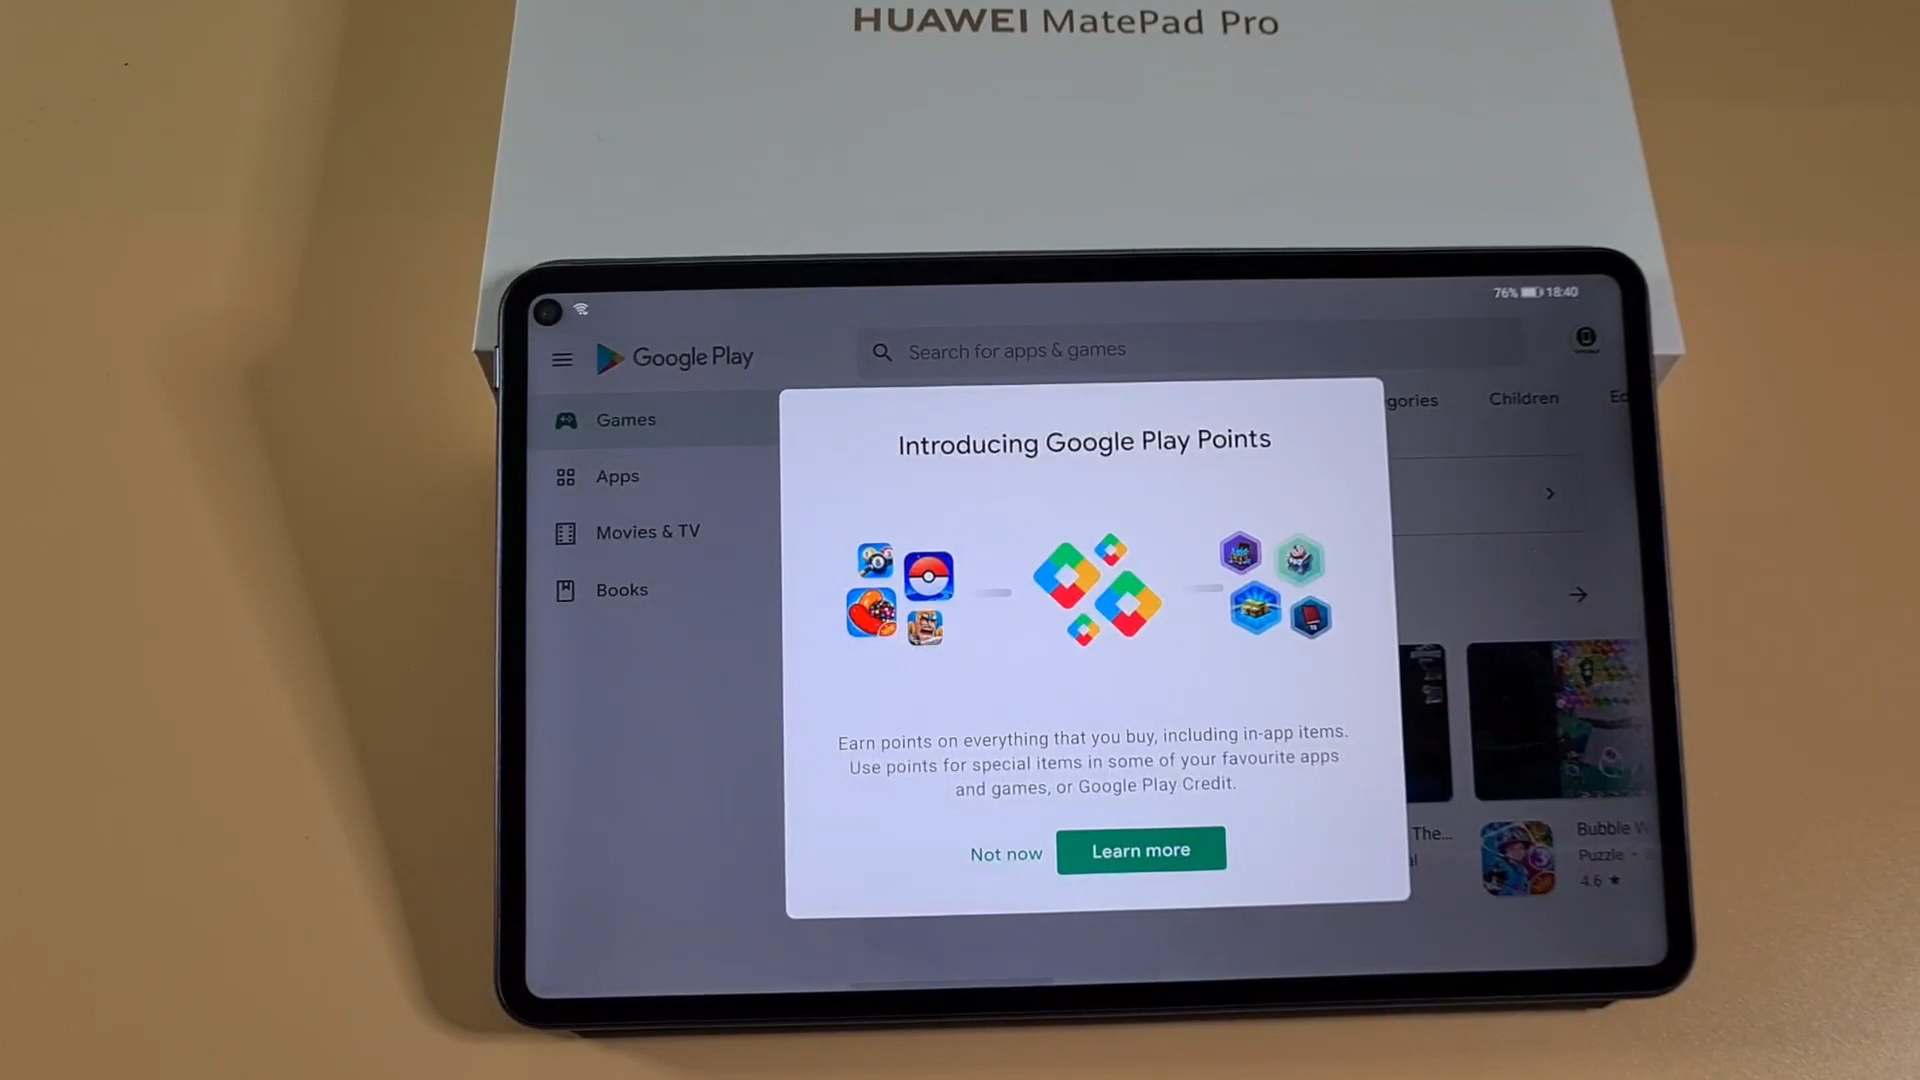 HUAWEI MatePad Pro
76% 18:40
Google Play
Search for apps & games
Games
gories
Children
Apps
Movies & TV
Books
Introducing Google Play Points
Earn points on everything that you buy, including in-app items.
Use points for special items in some of your favourite apps
and games, or Google Play Credit.
Not now
Learn more
The...
Bubble W
Puzzle -
4.6 ★